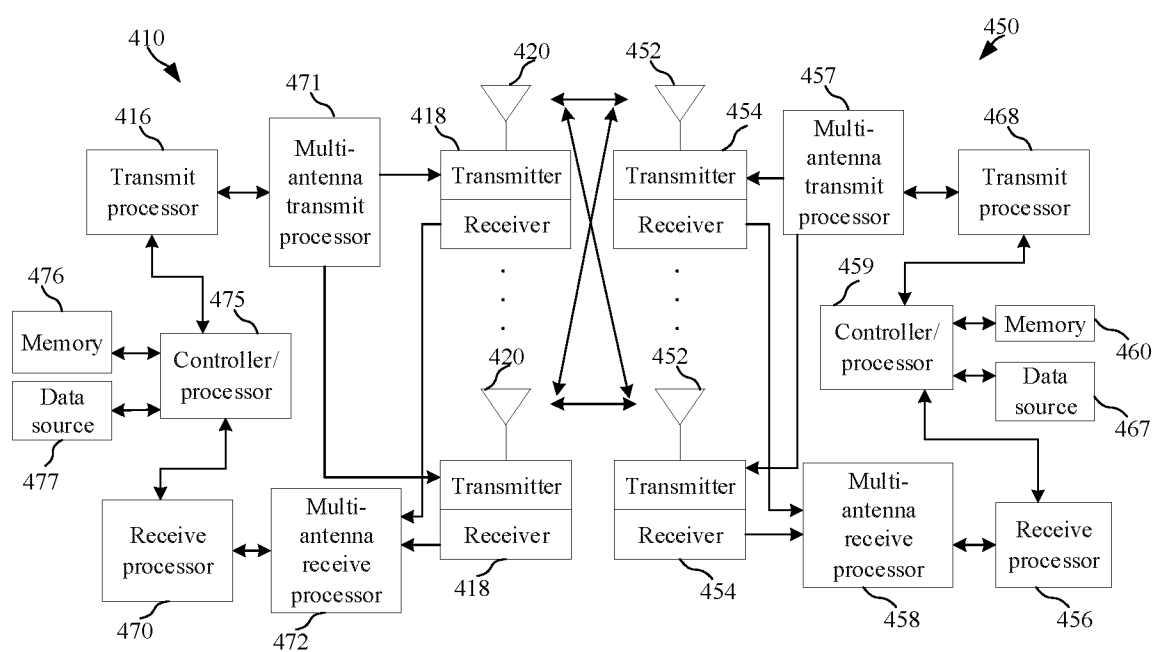 410
450
420
452
471
457
416
418
454
468
Multi-
antenna
transmit
processor
Transmit
processor
Transmitter
Receiver
Transmitter
Receiver
Multi-
antenna
transmit
processor
Transmit
processor
476
475
459
Memory
Controller/
processor
Data
source
477
420
452
Controller/
processor
Memory
460
Data
source
467
Receive
processor
470
Multi-
antenna
receive
processor
472
Transmitter
Receiver
418
Transmitter
Receiver
454
Multi-
antenna
receive
processor
458
Receive
processor
456